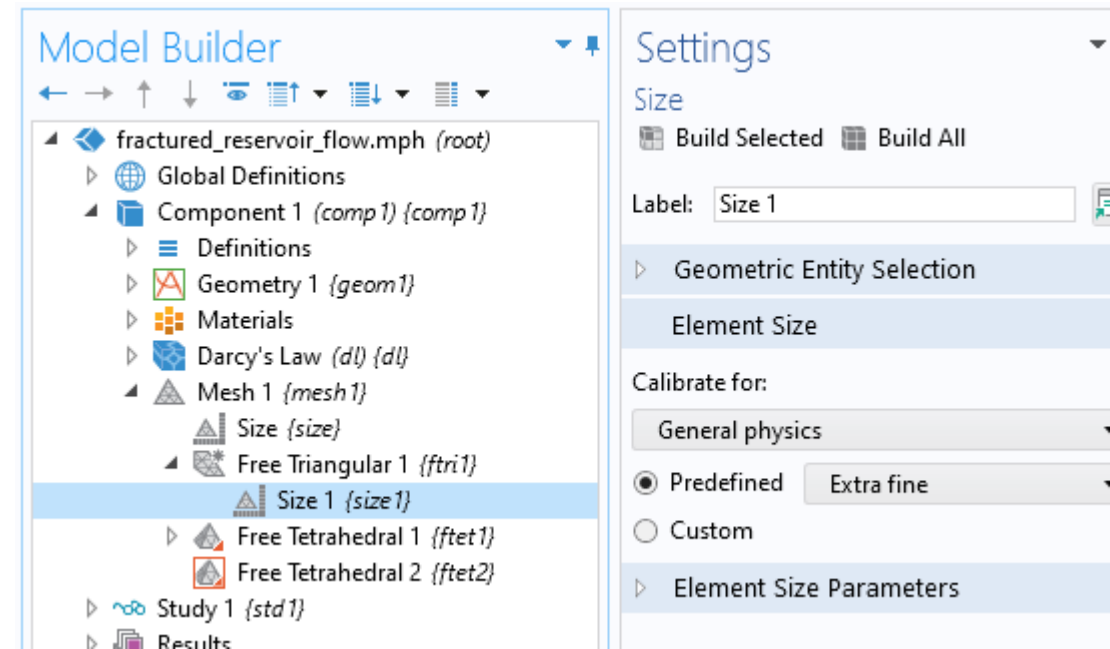 Model Builder
fractured_reservoir_flow.mph (root)
Global Definitions
Component 1 (comp1) {comp1}
Definitions
Geometry 1 {geom1}
Materials
Darcy's Law (dl) {dl}
Mesh 1 {mesh1}
Size {size}
Free Triangular 1 {ftri1}
Size 1 {size1}
Free Tetrahedral 1 {ftet1}
Free Tetrahedral 2 {ftet2}
Study 1 {std1}
Results
Settings
Size
Build Selected Build All
Label: Size 1
Geometric Entity Selection
Element Size
Calibrate for:
General physics
Predefined Extra fine
Custom
Element Size Parameters